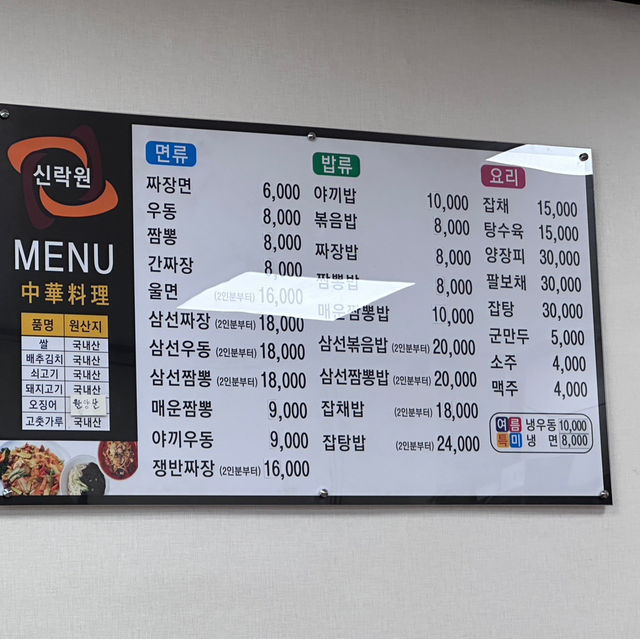 신락원
MENU
中華料理
품명 원산지
쌀 국내산
배추김치 국내산
쇠고기 국내산
돼지고기 국내산
오징어
고춧가루 국내산
면류
짜장면 6,000
우동 8,000
짬뽕 8,000
간짜장 8,000
울면 (2인분부터) 16,000
삼선짜장 (2인분부터) 18,000
삼선우동 (2인분부터) 18,000
삼선짬뽕 (2인분부터) 18,000
매운짬뽕 9,000
야끼우동 9,000
쟁반짜장 (2인분부터) 16,000
밥류
야끼밥 10,000
볶음밥 8,000
짜장밥 8,000
짬뽕밥 8,000
매운짬뽕밥 10,000
삼선볶음밥 (2인분부터) 20,000
삼선짬뽕밥 (2인분부터) 20,000
잡채밥 (2인분부터) 18,000
잡탕밥 (2인분부터) 24,000
요리
잡채 15,000
탕수육 15,000
양장피 30,000
팔보채 30,000
잡탕 30,000
군만두 5,000
소주 4,000
맥주 4,000
여름 냉우동 10,000
특미 냉 면 8,000